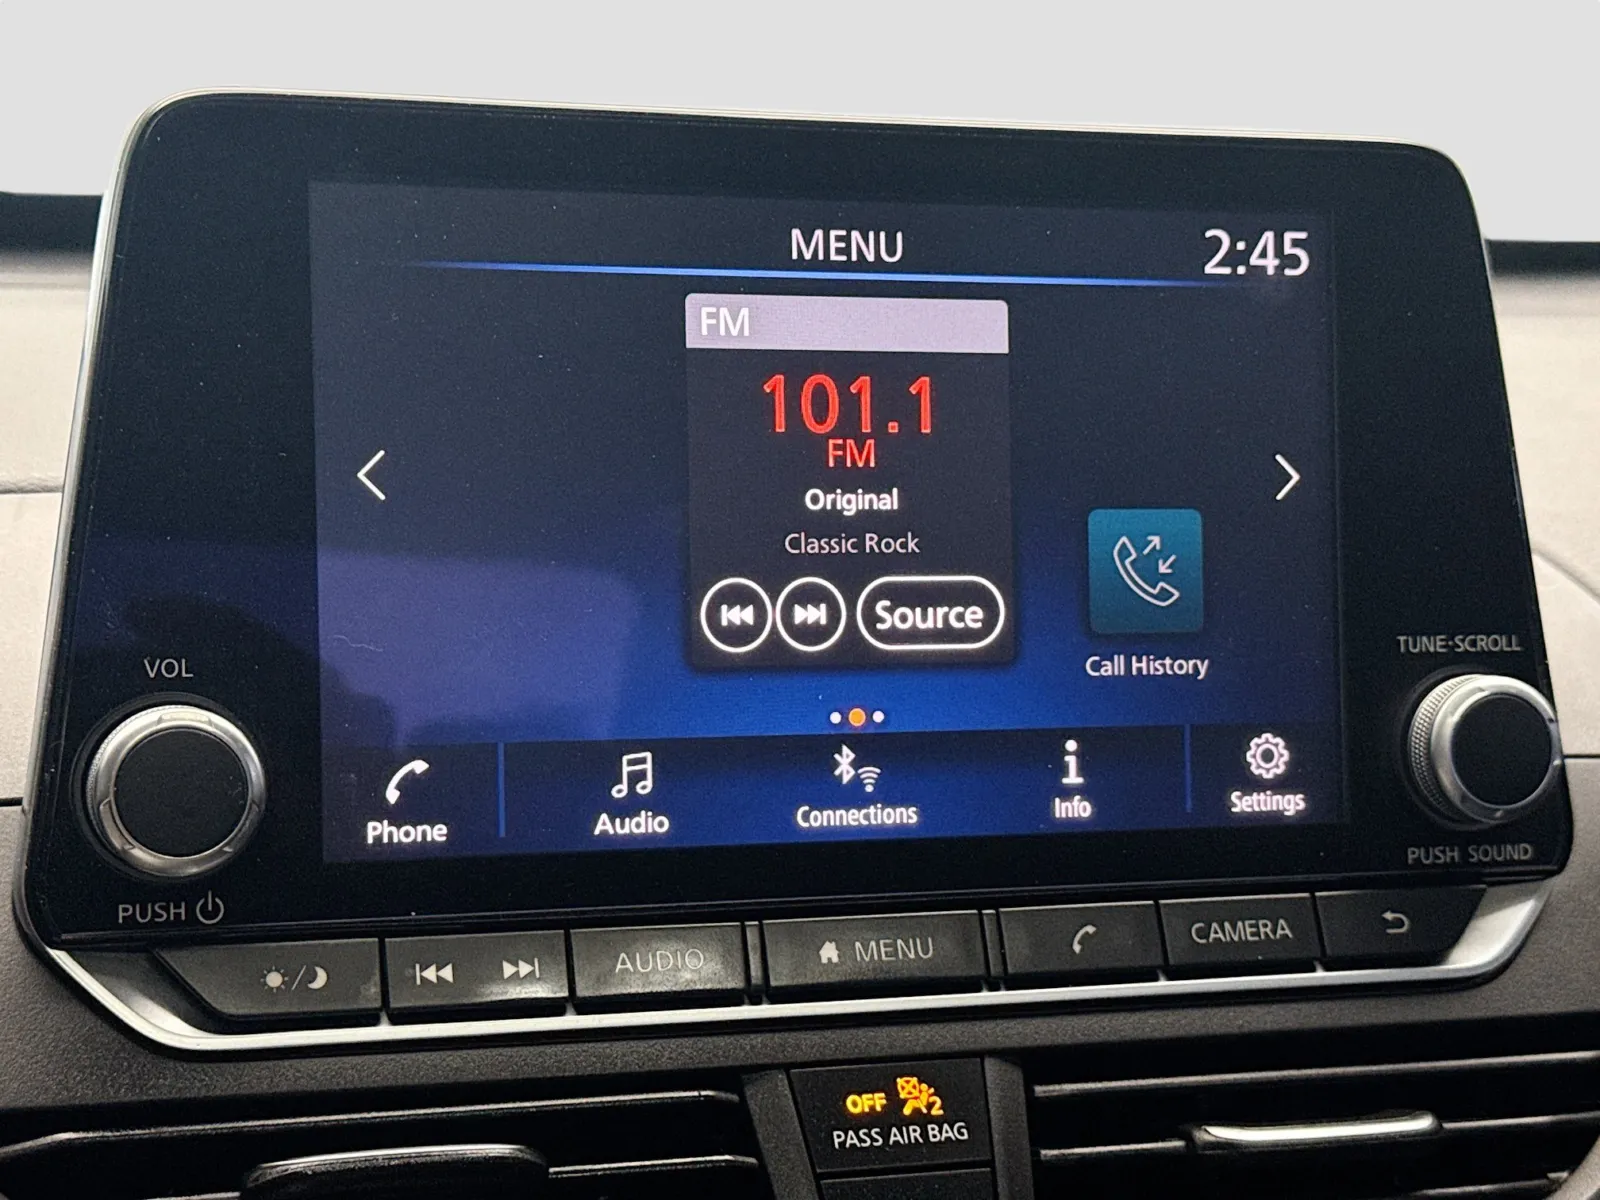 MENU
2:45
FM
101.1
FM
Original
Classic Rock
Source
Call History
VOL
TUNE·SCROLL
Phone
Audio
Connections
Info
Settings
PUSH
PUSH SOUND
AUDIO
MENU
CAMERA
OFF 2
PASS AIR BAG